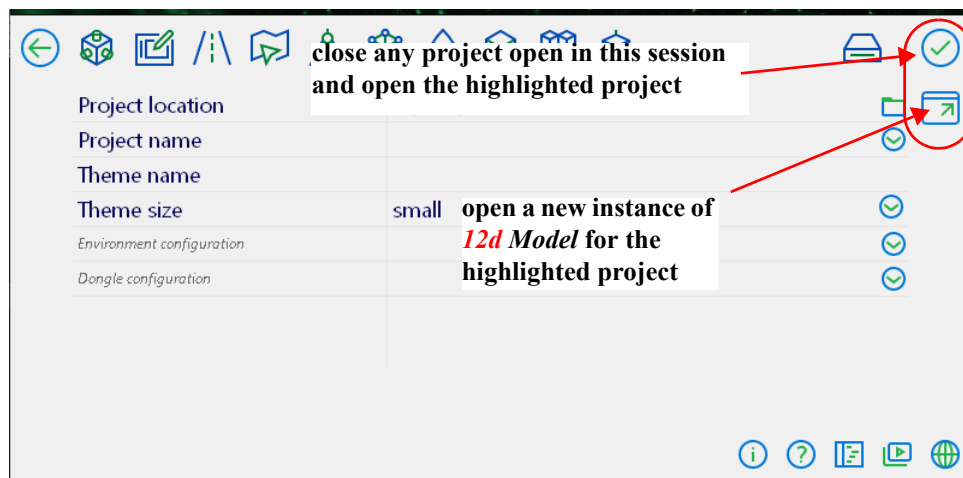 close any project open in this session
and open the highlighted project
Project location
Project name
Theme name
Theme size small
open a new instance of
12d Model for the
highlighted project
Environment configuration
Dongle configuration